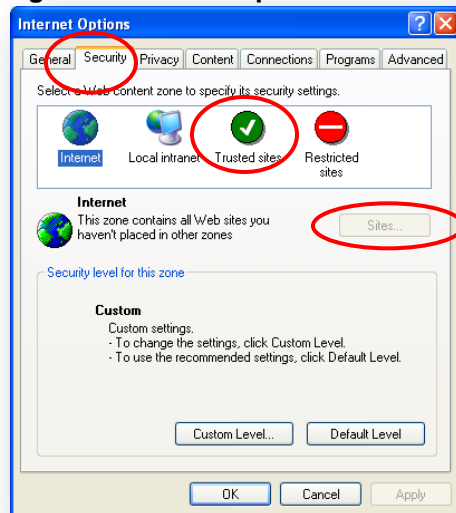 Internet Options
General Security Privacy Content Connections Programs Advanced
Select a Web content zone to specify its security settings.
Internet Local intranet Trusted sites Restricted sites
Internet
This zone contains all Web sites you
haven't placed in other zones
Sites...
Security level for this zone
Custom
Custom settings.
- To change the settings, click Custom Level.
- To use the recommended settings, click Default Level.
Custom Level... Default Level
OK Cancel Apply